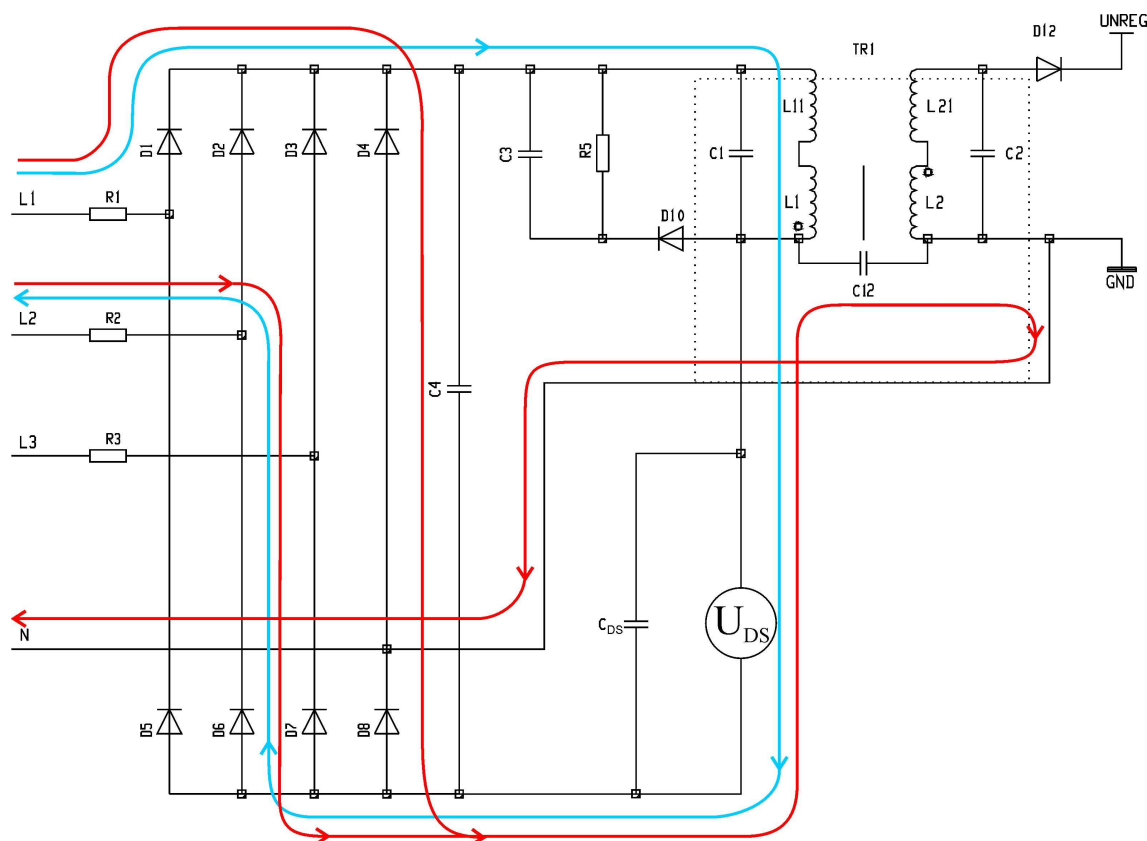 UNREG
D12
TR1
L11
L21
D1
D2
D3
D4
C3
R5
C1
C2
L1
R1
L1
L2
D10
C12
GND
L2
R2
C4
L3
R3
N
CDS
UDS
D5
D6
D7
D8